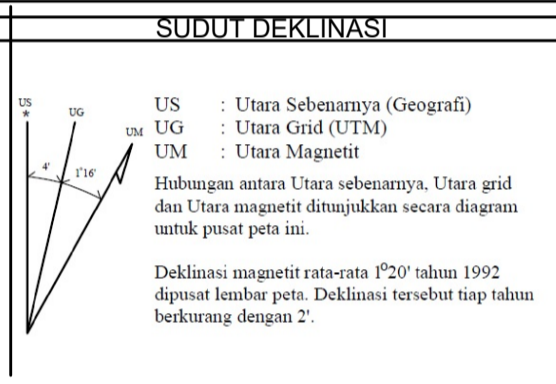 SUDUT DEKLINASI
US
*
UG
UM
4'
1°16'
US : Utara Sebenarnya (Geografi)
UG : Utara Grid (UTM)
UM : Utara Magnetit
Hubungan antara Utara sebenarnya, Utara grid
dan Utara magnetit ditunjukkan secara diagram
untuk pusat peta ini.
Deklinasi magnetit rata-rata 1⁰20' tahun 1992
dipusat lembar peta. Deklinasi tersebut tiap tahun
berkurang dengan 2'.